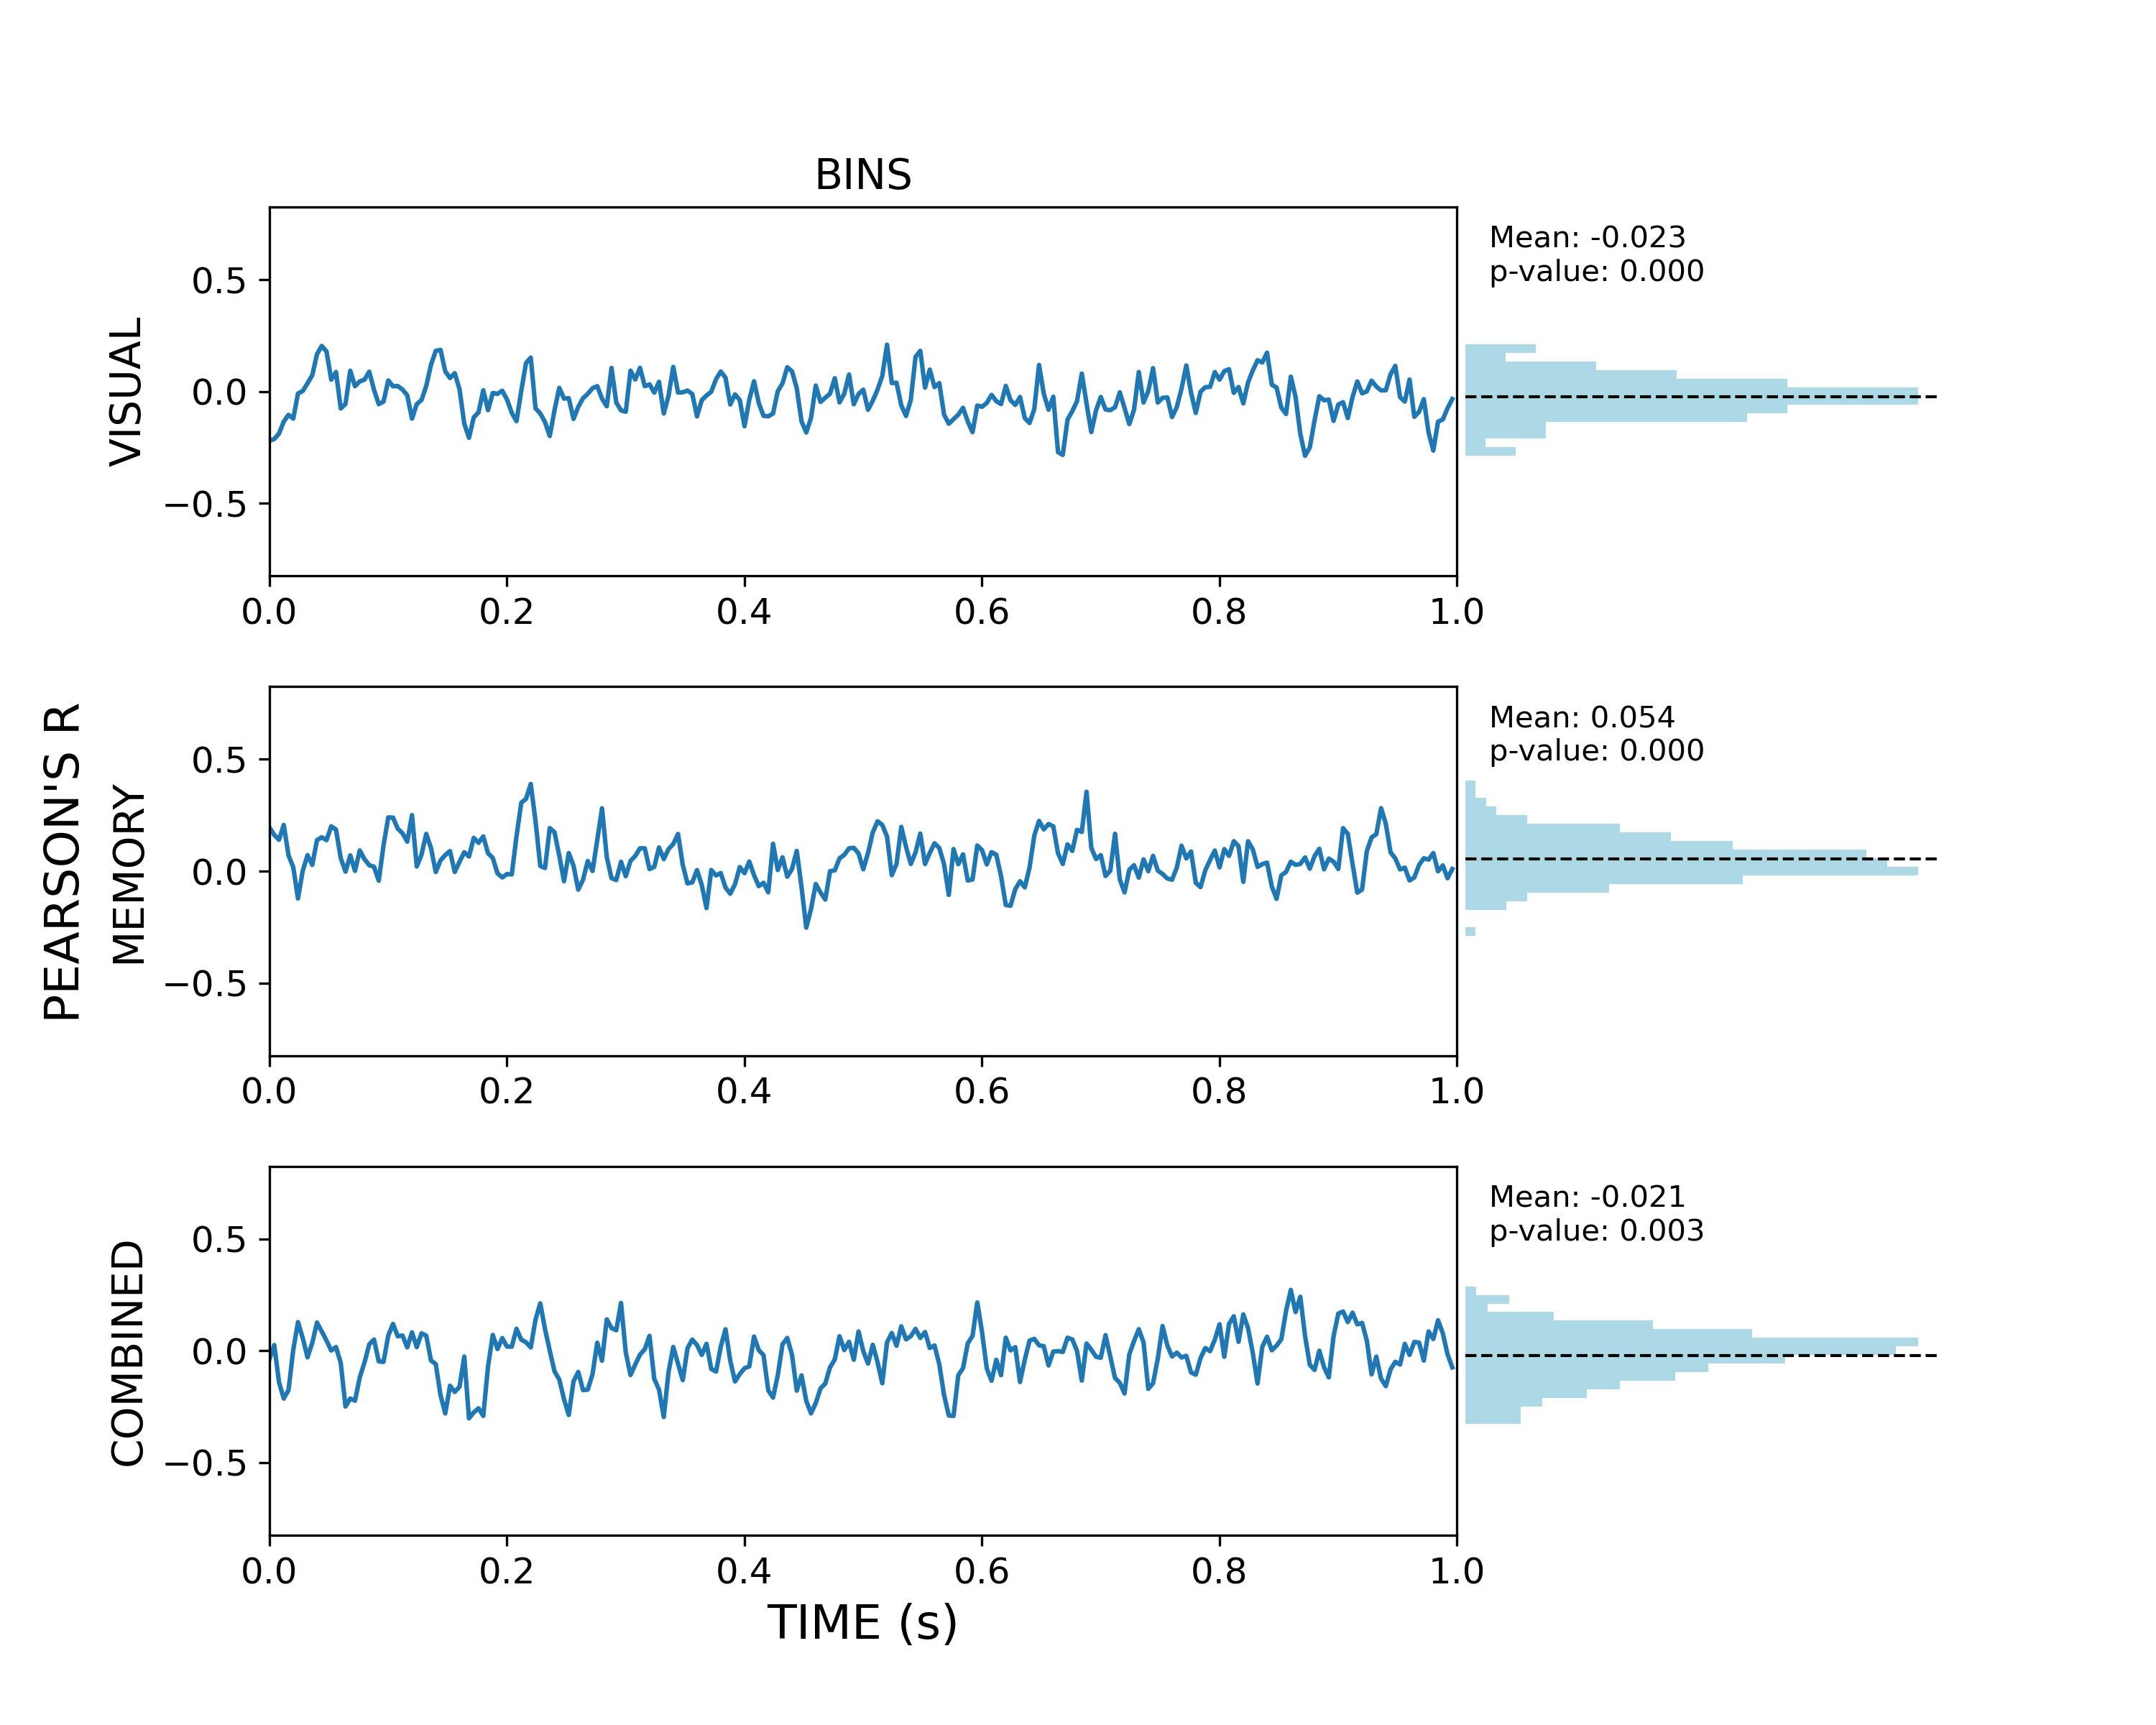 BINS
VISUAL
0.5
0.0
−0.5
0.0 0.2 0.4 0.6 0.8 1.0
Mean: -0.023
p-value: 0.000
PEARSON'S R
MEMORY
0.5
0.0
−0.5
0.0 0.2 0.4 0.6 0.8 1.0
Mean: 0.054
p-value: 0.000
COMBINED
0.5
0.0
−0.5
0.0 0.2 0.4 0.6 0.8 1.0
Mean: -0.021
p-value: 0.003
TIME (s)